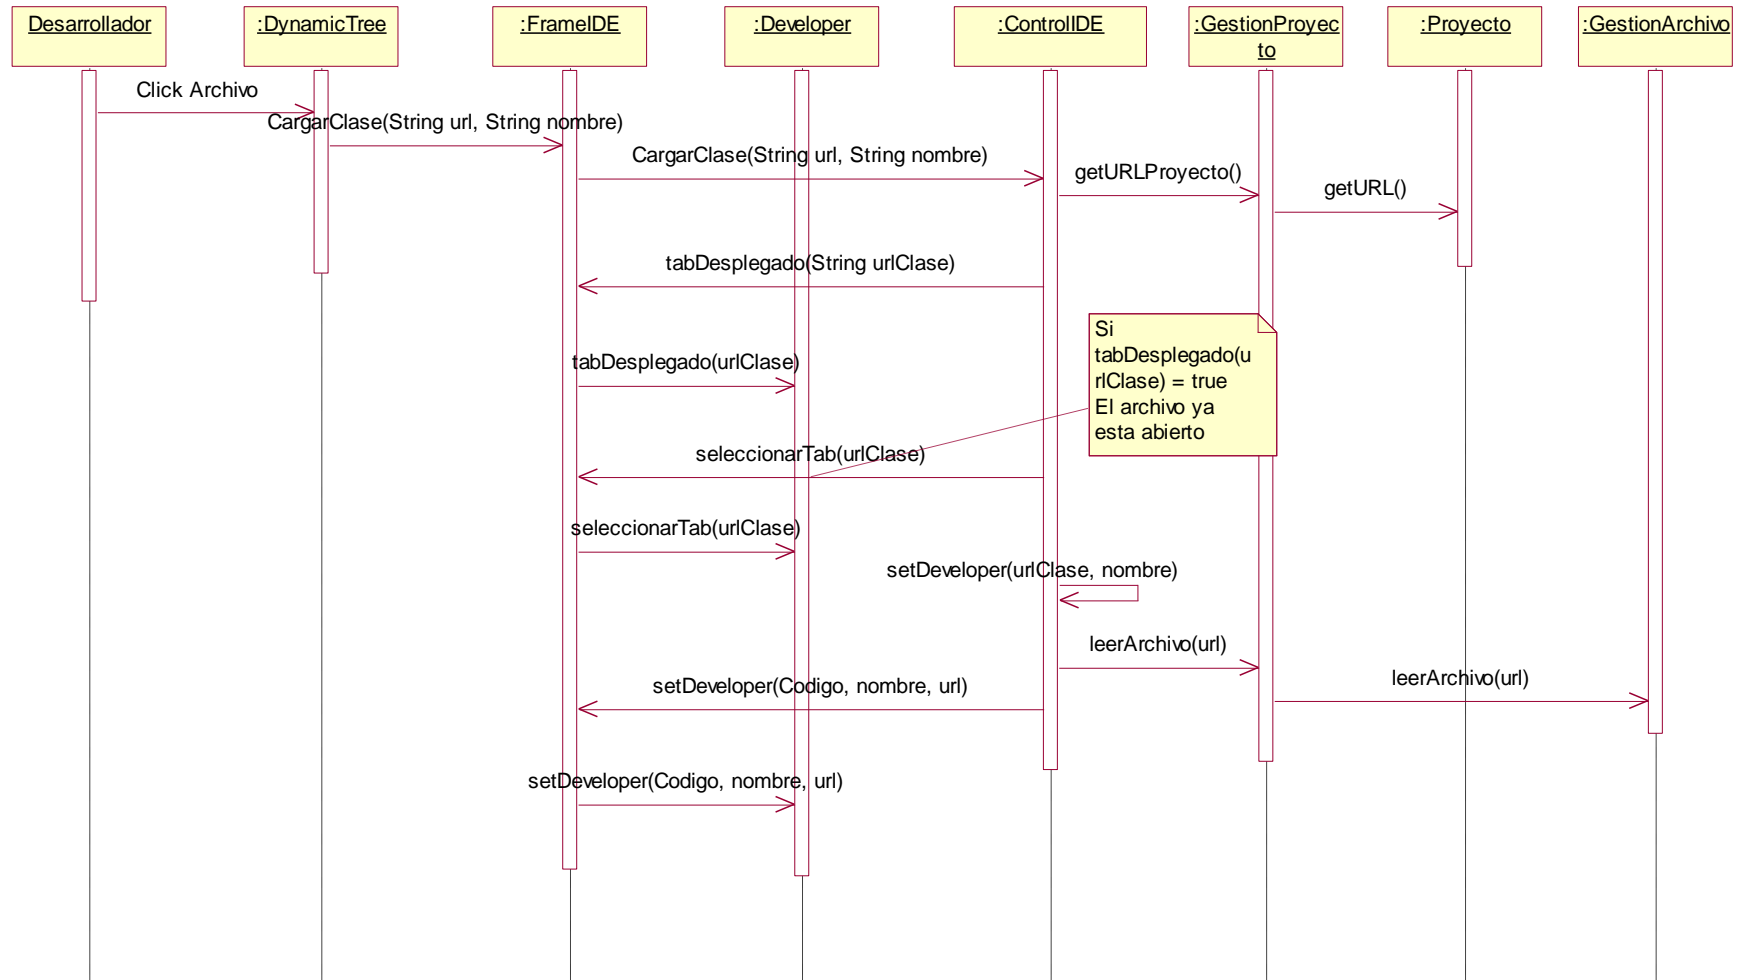 Desarrollador
:DynamicTree
:FrameIDE
:Developer
:ControlIDE
:GestionProyec
to
:Proyecto
:GestionArchivo
Click Archivo
CargarClase(String url, String nombre)
CargarClase(String url, String nombre)
getURLProyecto()
getURL()
tabDesplegado(String urlClase)
Si
tabDesplegado(u
rlClase) = true
El archivo ya
esta abierto
tabDesplegado(urlClase)
seleccionarTab(urlClase)
seleccionarTab(urlClase)
setDeveloper(urlClase, nombre)
leerArchivo(url)
leerArchivo(url)
setDeveloper(Codigo, nombre, url)
setDeveloper(Codigo, nombre, url)